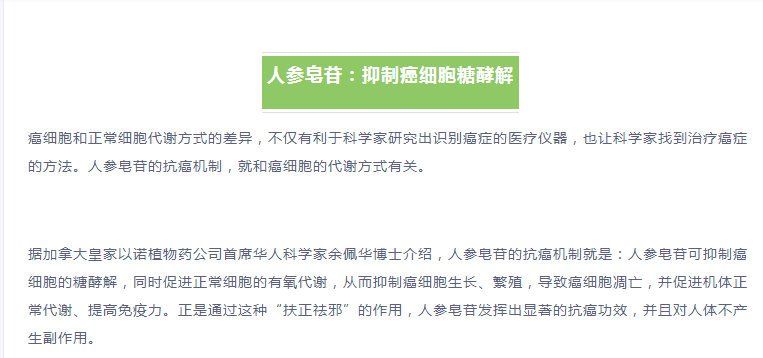 人参皂苷：抑制癌细胞糖酵解
癌细胞和正常细胞代谢方式的差异，不仅有利于科学家研究出识别癌症的医疗仪器，也让科学家找到治疗癌症
的方法。人参皂苷的抗癌机制，就和癌细胞的代谢方式有关。
据加拿大皇家以诺植物药公司首席华人科学家余佩华博士介绍，人参皂苷的抗癌机制就是：人参皂苷可抑制癌
细胞的糖酵解，同时促进正常细胞的有氧代谢，从而抑制癌细胞生长、繁殖，导致癌细胞凋亡，并促进机体正
常代谢、提高免疫力。正是通过这种“扶正祛邪”的作用，人参皂苷发挥出显著的抗癌功效，并且对人体不产
生副作用。